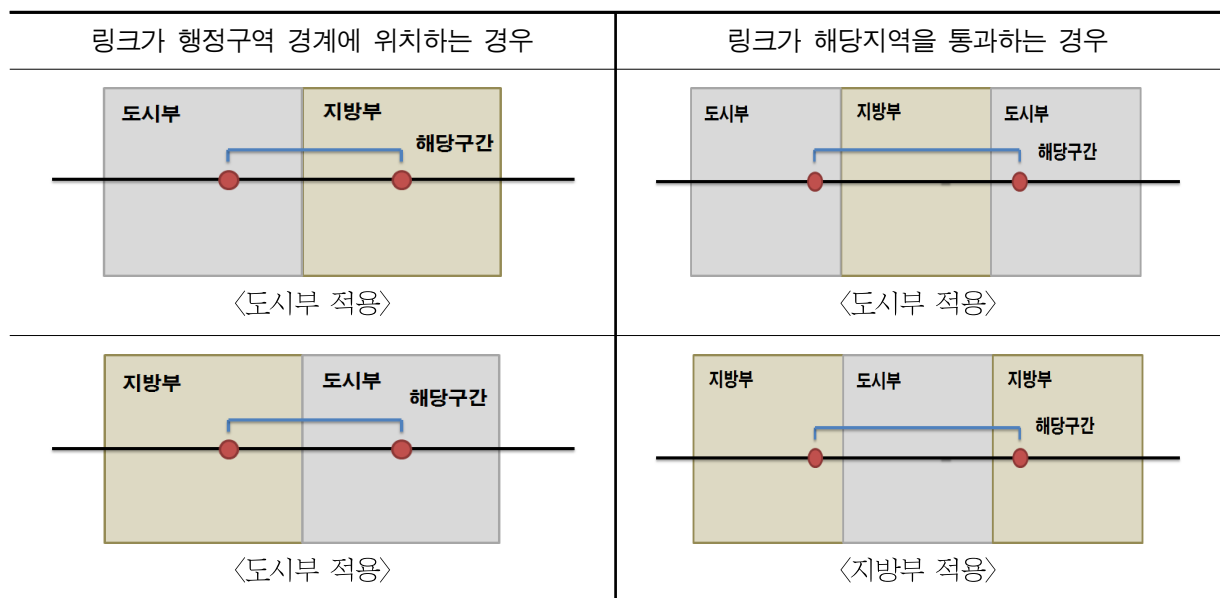 링크가 행정구역 경계에 위치하는 경우
링크가 해당지역을 통과하는 경우
도시부
지방부
해당구간
〈도시부 적용〉
도시부
지방부
도시부
해당구간
〈도시부 적용〉
지방부
도시부
해당구간
〈도시부 적용〉
지방부
도시부
지방부
해당구간
〈지방부 적용〉